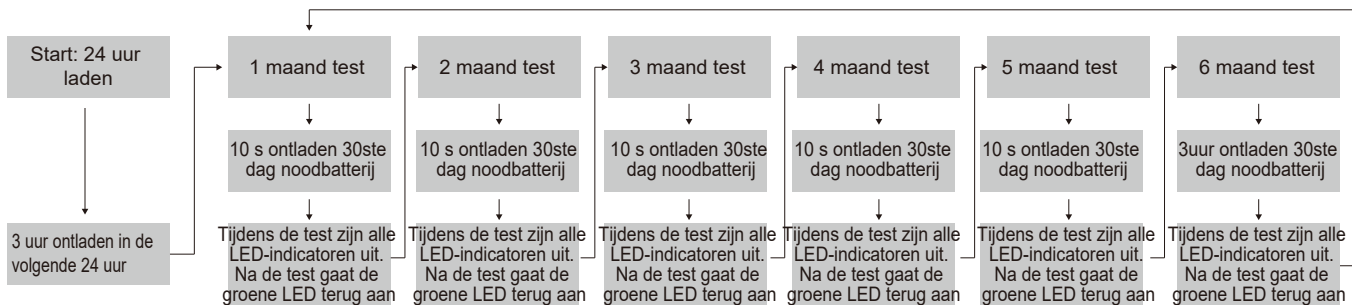 Start: 24 uur
laden
3 uur ontladen in de
volgende 24 uur
1 maand test
10 s ontladen 30ste
dag noodbatterij
Tijdens de test zijn alle
LED-indicatoren uit.
Na de test gaat de
groene LED terug aan
2 maand test
10 s ontladen 30ste
dag noodbatterij
Tijdens de test zijn alle
LED-indicatoren uit.
Na de test gaat de
groene LED terug aan
3 maand test
10 s ontladen 30ste
dag noodbatterij
Tijdens de test zijn alle
LED-indicatoren uit.
Na de test gaat de
groene LED terug aan
4 maand test
10 s ontladen 30ste
dag noodbatterij
Tijdens de test zijn alle
LED-indicatoren uit.
Na de test gaat de
groene LED terug aan
5 maand test
10 s ontladen 30ste
dag noodbatterij
Tijdens de test zijn alle
LED-indicatoren uit.
Na de test gaat de
groene LED terug aan
6 maand test
3uur ontladen 30ste
dag noodbatterij
Tijdens de test zijn alle
LED-indicatoren uit.
Na de test gaat de
groene LED terug aan